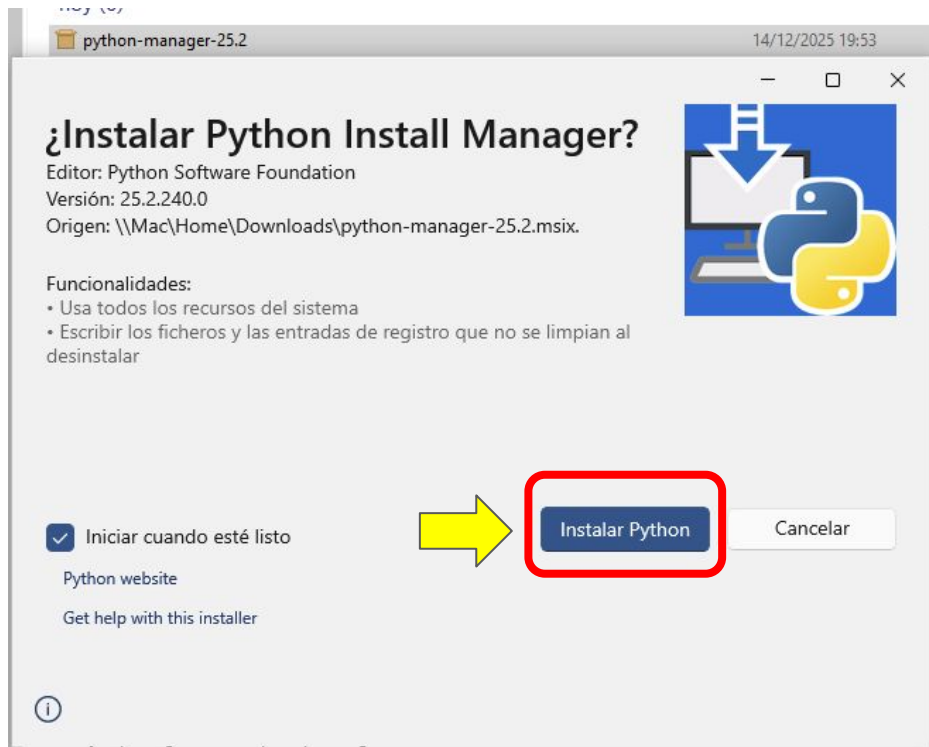 python-manager-25.2 14/12/2025 19:53
¿Instalar Python Install Manager?
Editor: Python Software Foundation
Versión: 25.2.240.0
Origen: \\Mac\Home\Downloads\python-manager-25.2.msix.
Funcionalidades:
• Usa todos los recursos del sistema
• Escribir los ficheros y las entradas de registro que no se limpian al
desinstalar
Iniciar cuando esté listo
Instalar Python
Cancelar
Python website
Get help with this installer